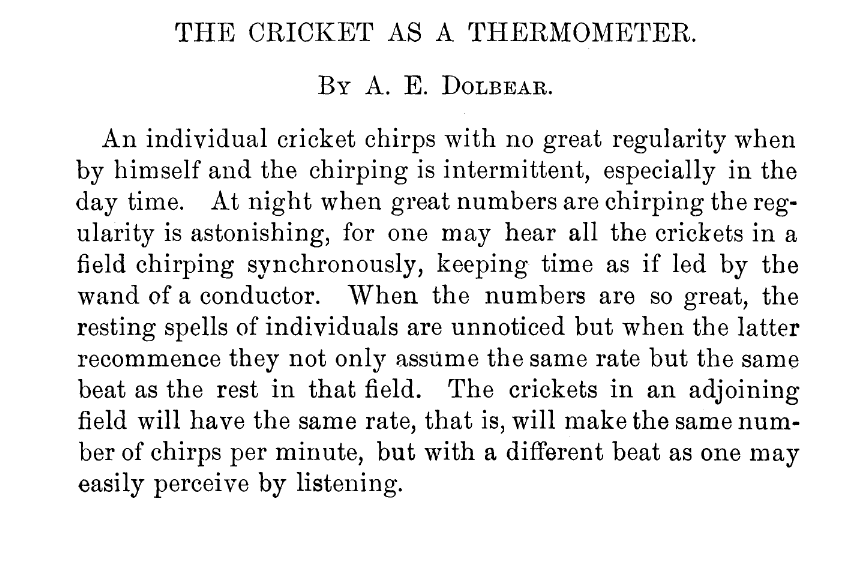 THE CRICKET AS A THERMOMETER.
BY A. E. DOLBEAR.
An individual cricket chirps with no great regularity when
by himself and the chirping is intermittent, especially in the
day time. At night when great numbers are chirping the reg-
ularity is astonishing, for one may hear all the crickets in a
field chirping synchronously, keeping time as if led by the
wand of a conductor. When the numbers are so great, the
resting spells of individuals are unnoticed but when the latter
recommence they not only assume the same rate but the same
beat as the rest in that field. The crickets in an adjoining
field will have the same rate, that is, will make the same num-
ber of chirps per minute, but with a different beat as one may
easily perceive by listening.